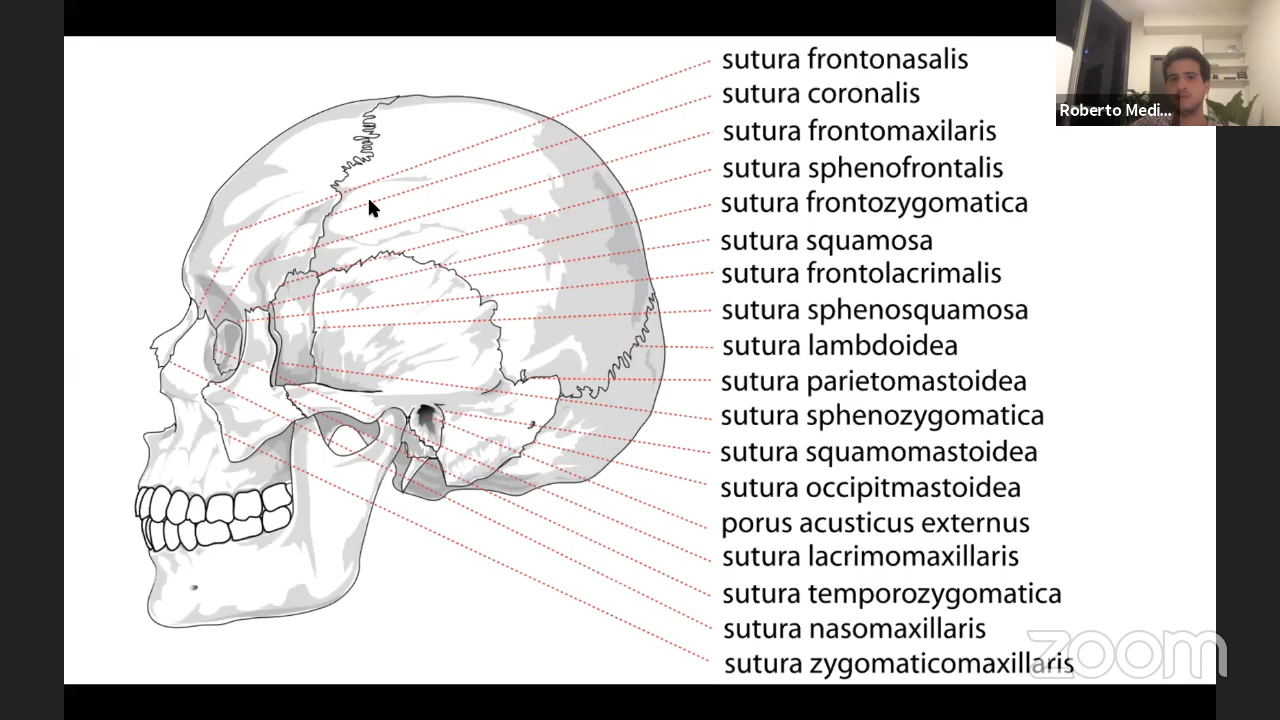 sutura frontonasalis
sutura coronalis
sutura frontomaxilaris
sutura sphenofrontalis
sutura frontozygomatica
sutura squamosa
sutura frontolacrimalis
sutura sphenosquamosa
sutura lambdoidea
sutura parietomastoidea
sutura sphenozygomatica
sutura squamomastoidea
sutura occipitmastoidea
porus acusticus externus
sutura lacrimomaxillaris
sutura temporozygomatica
sutura nasomaxillaris
sutura zygomaticomaxillaris
Roberto Medi...
zoom